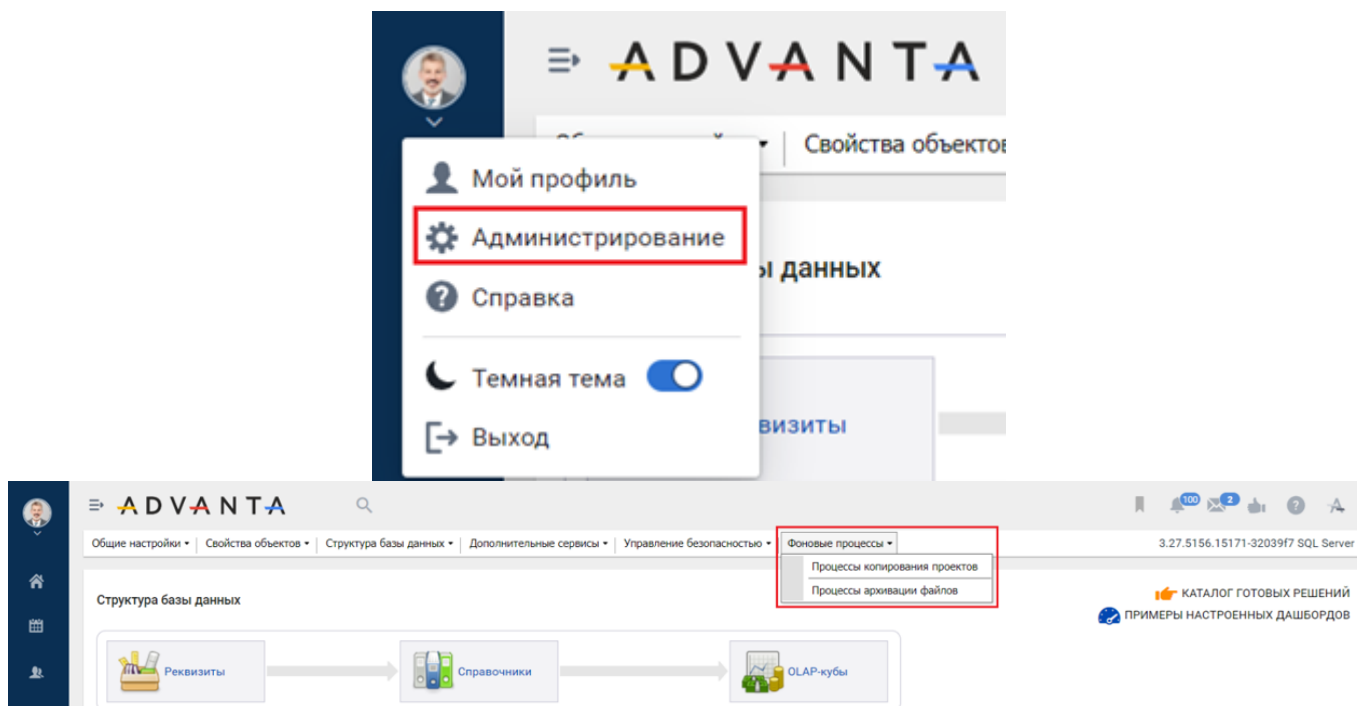 ADVANTA
Свойства объектов
Мой профиль
Администрирование
ы данных
Справка
Темная тема
визиты
Выход
ADVANTA
100 2
Общие настройки Свойства объектов Структура базы данных Дополнительные сервисы Управление безопасностью Фоновые процессы 3.27.5156.15171-32039f7 SQL Server
Процессы копирования проектов
Процессы архивации файлов
КАТАЛОГ ГОТОВЫХ РЕШЕНИЙ
Структура базы данных
ПРИМЕРЫ НАСТРОЕННЫХ ДАШБОРДОВ
Реквизиты Справочники OLAP-кубы